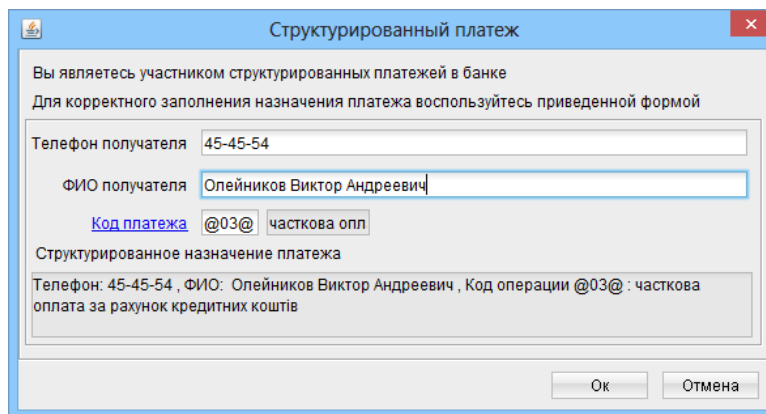 Структурированный платеж
Вы являетесь участником структурированных платежей в банке
Для корректного заполнения назначения платежа воспользуйтесь приведенной формой
Телефон получателя 45-45-54
ФИО получателя Олейников Виктор Андреевич
Код платежа @03@ часткова опл
Структурированное назначение платежа
Телефон: 45-45-54 , ФИО: Олейников Виктор Андреевич , Код операции @03@ : часткова
оплата за рахунок кредитних коштів
Ок Отмена